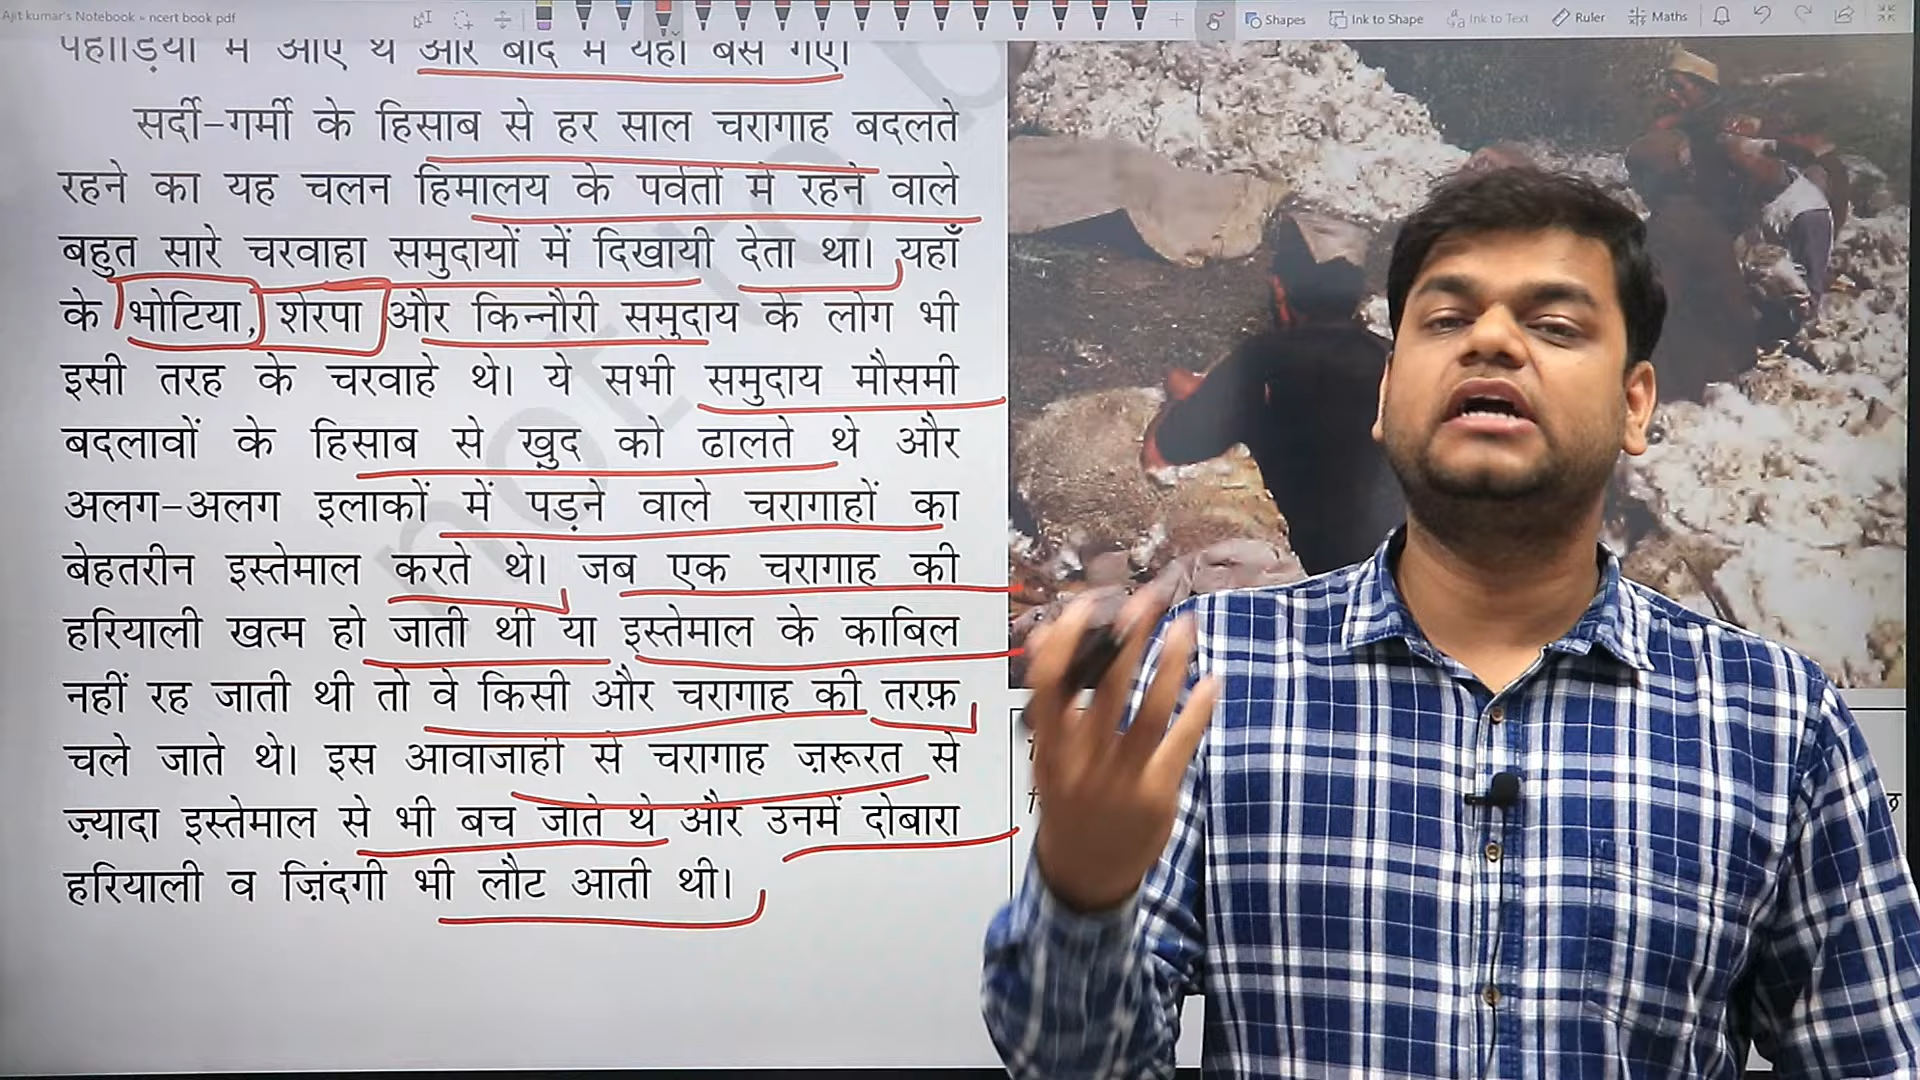 Ajit kumar's Notebook » ncert book pdf
Shapes
Ink to Shape
Ink to Text
Ruler
Maths
पहाड़ियों में आए थे और बाद में यहीं बस गए।
सर्दी-गर्मी के हिसाब से हर साल चरागाह बदलते
रहने का यह चलन हिमालय के पर्वतों में रहने वाले
बहुत सारे चरवाहा समुदायों में दिखायी देता था। यहाँ
के भोटिया, शेरपा और किन्नौरी समुदाय के लोग भी
इसी तरह के चरवाहे थे। ये सभी समुदाय मौसमी
बदलावों के हिसाब से खुद को ढालते थे और
अलग-अलग इलाकों में पड़ने वाले चरागाहों का
बेहतरीन इस्तेमाल करते थे। जब एक चरागाह की
हरियाली खत्म हो जाती थी या इस्तेमाल के काबिल
नहीं रह जाती थी तो वे किसी और चरागाह की तरफ़
चले जाते थे। इस आवाजाही से चरागाह ज़रूरत से
ज़्यादा इस्तेमाल से भी बच जाते थे और उनमें दोबारा
हरियाली व ज़िंदगी भी लौट आती थी।
not to b